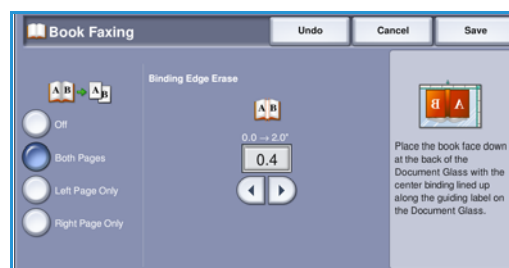 Book Faxing
Undo
Cancel
Save
A B A B
Off
Both Pages
Left Page Only
Right Page Only
Binding Edge Erase
A B
0.0 → 2.0"
0.4
B A
Place the book face down
at the back of the
Document Glass with the
center binding lined up
along the guiding label on
the Document Glass.